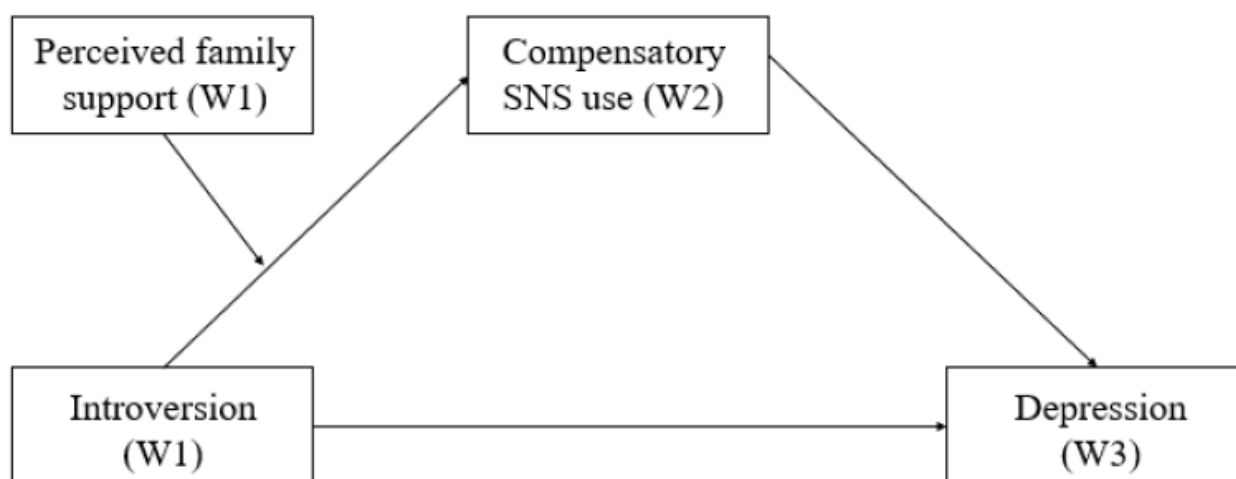 Perceived family
support (W1)
Compensatory
SNS use (W2)
Introversion
(W1)
Depression
(W3)